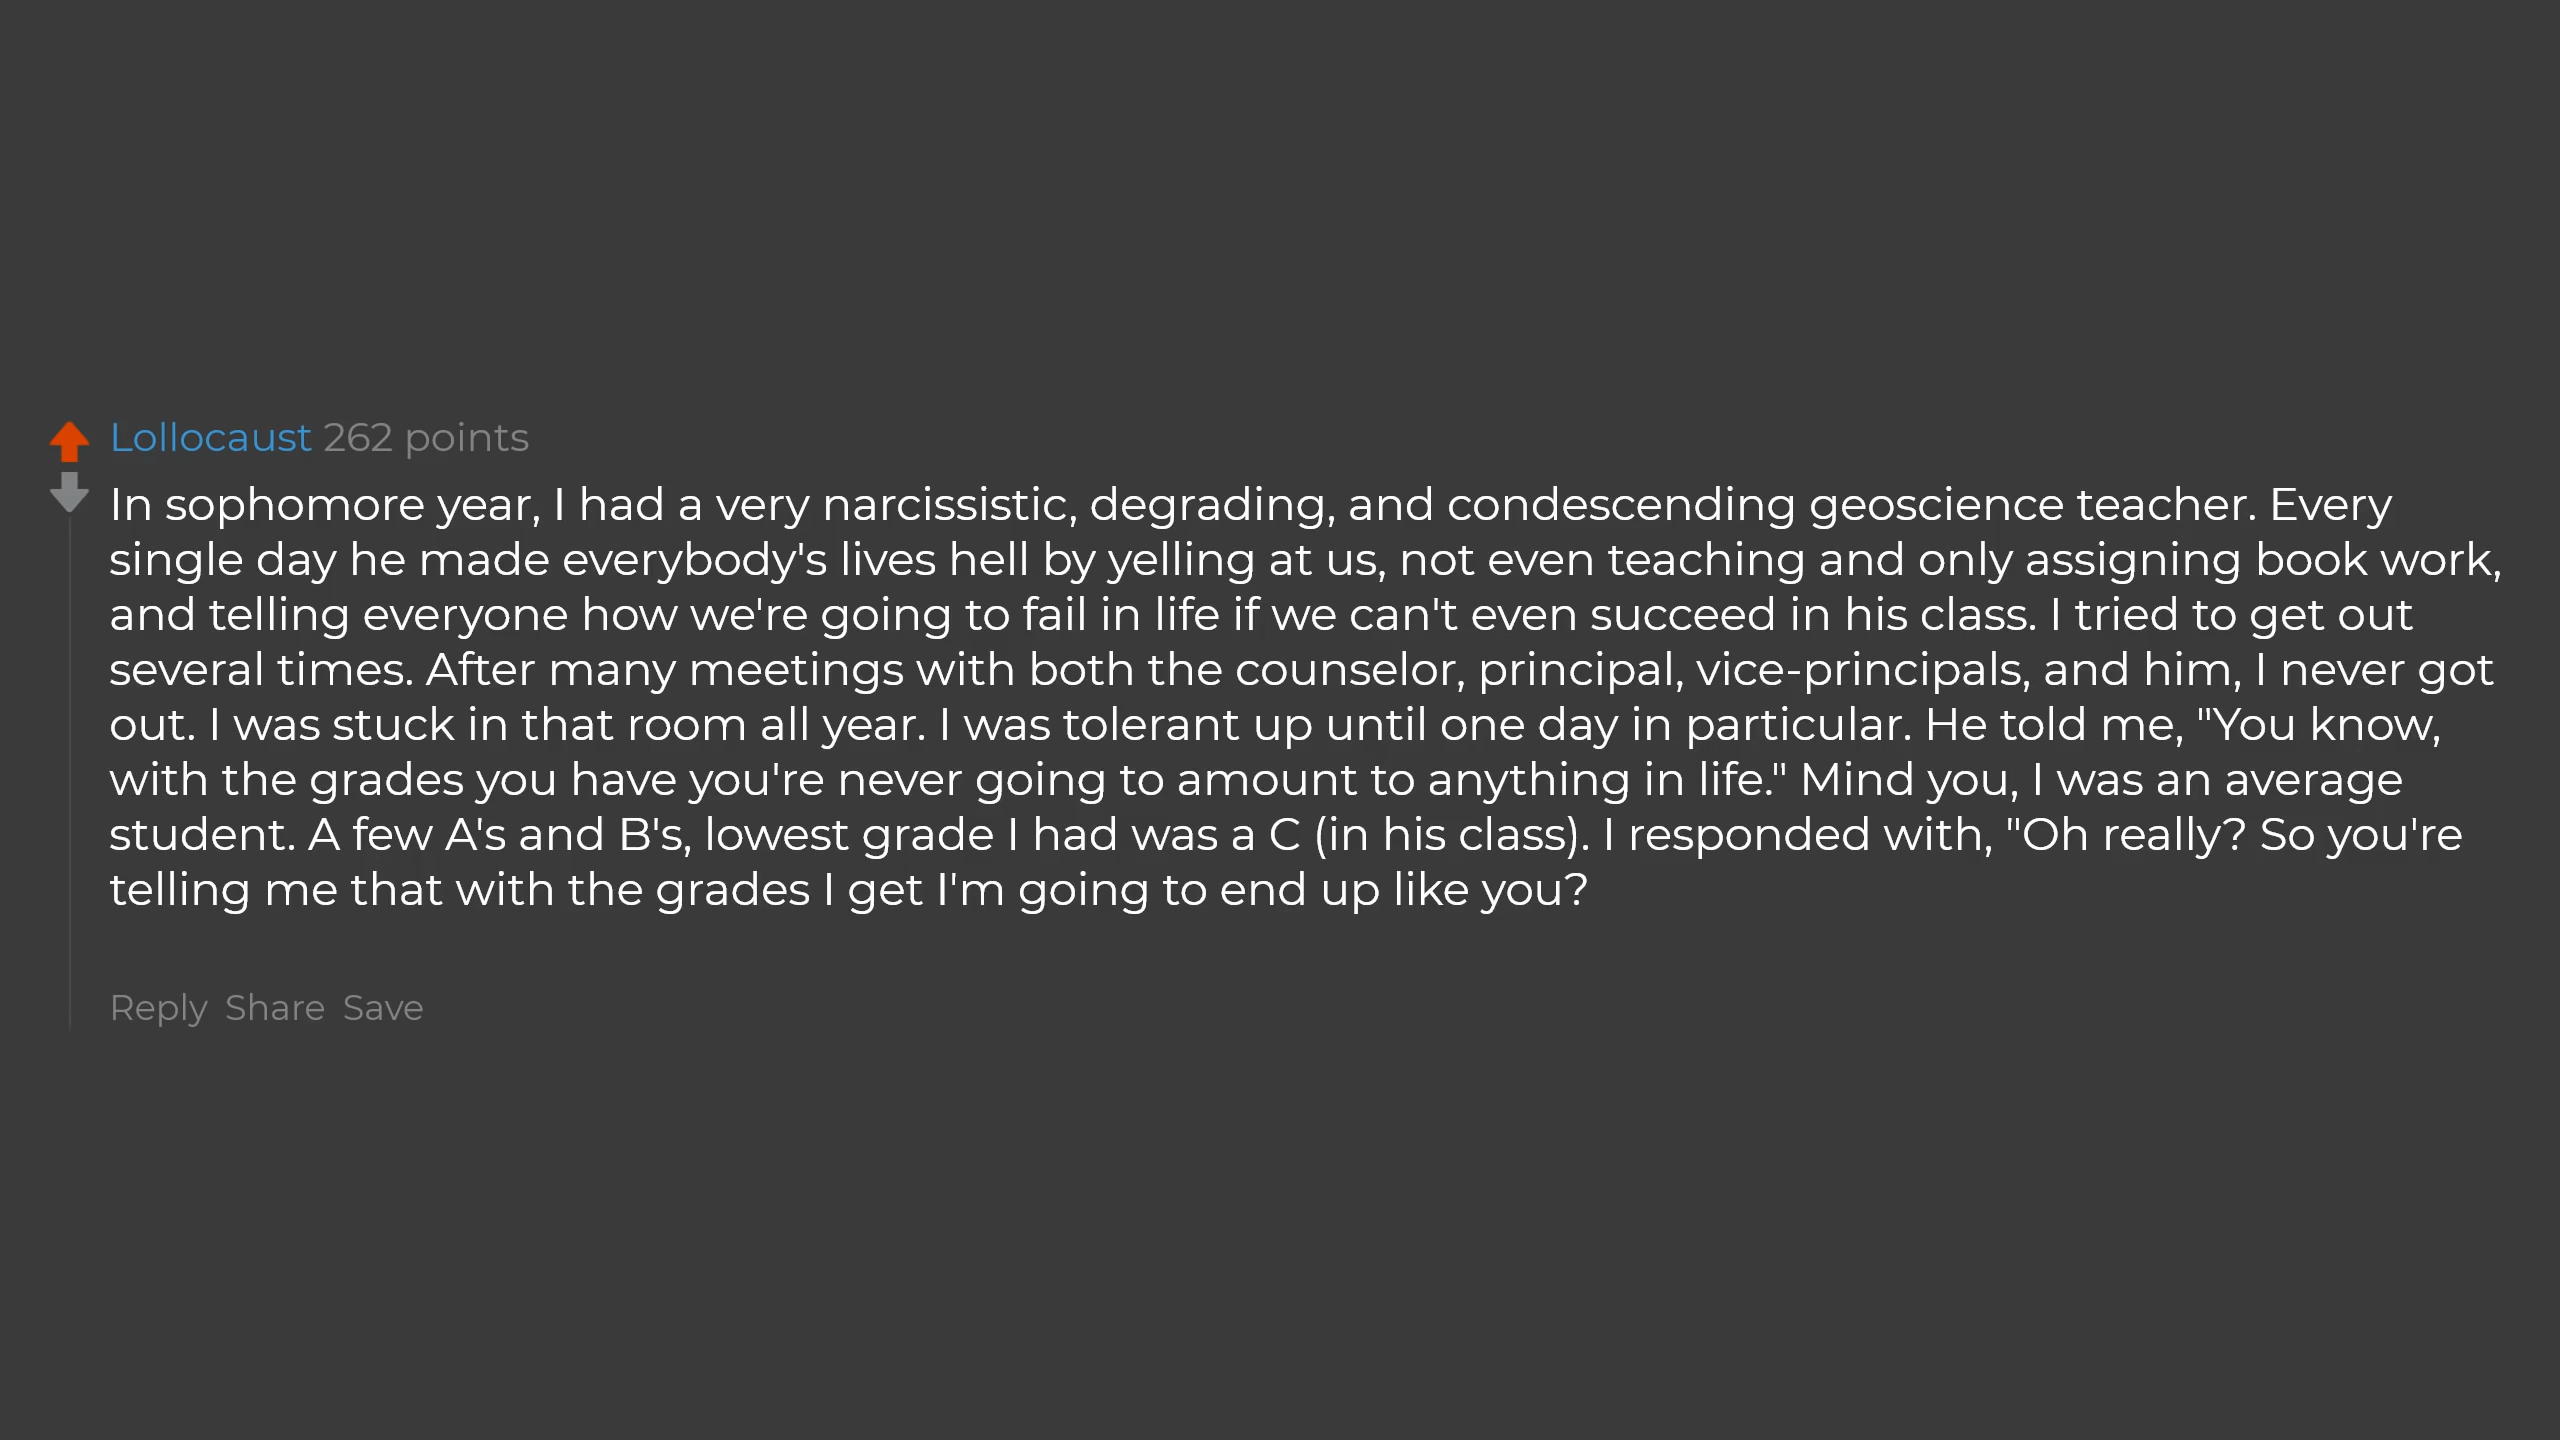 Lollocaust 262 points
In sophomore year, I had a very narcissistic, degrading, and condescending geoscience teacher. Every
single day he made everybody's lives hell by yelling at us, not even teaching and only assigning book work,
and telling everyone how we're going to fail in life if we can't even succeed in his class. I tried to get out
several times. After many meetings with both the counselor, principal, vice-principals, and him, I never got
out. I was stuck in that room all year. I was tolerant up until one day in particular. He told me, "You know,
with the grades you have you're never going to amount to anything in life." Mind you, I was an average
student. A few A's and B's, lowest grade I had was a C (in his class). I responded with, "Oh really? So you're
telling me that with the grades I get I'm going to end up like you?
Reply Share Save